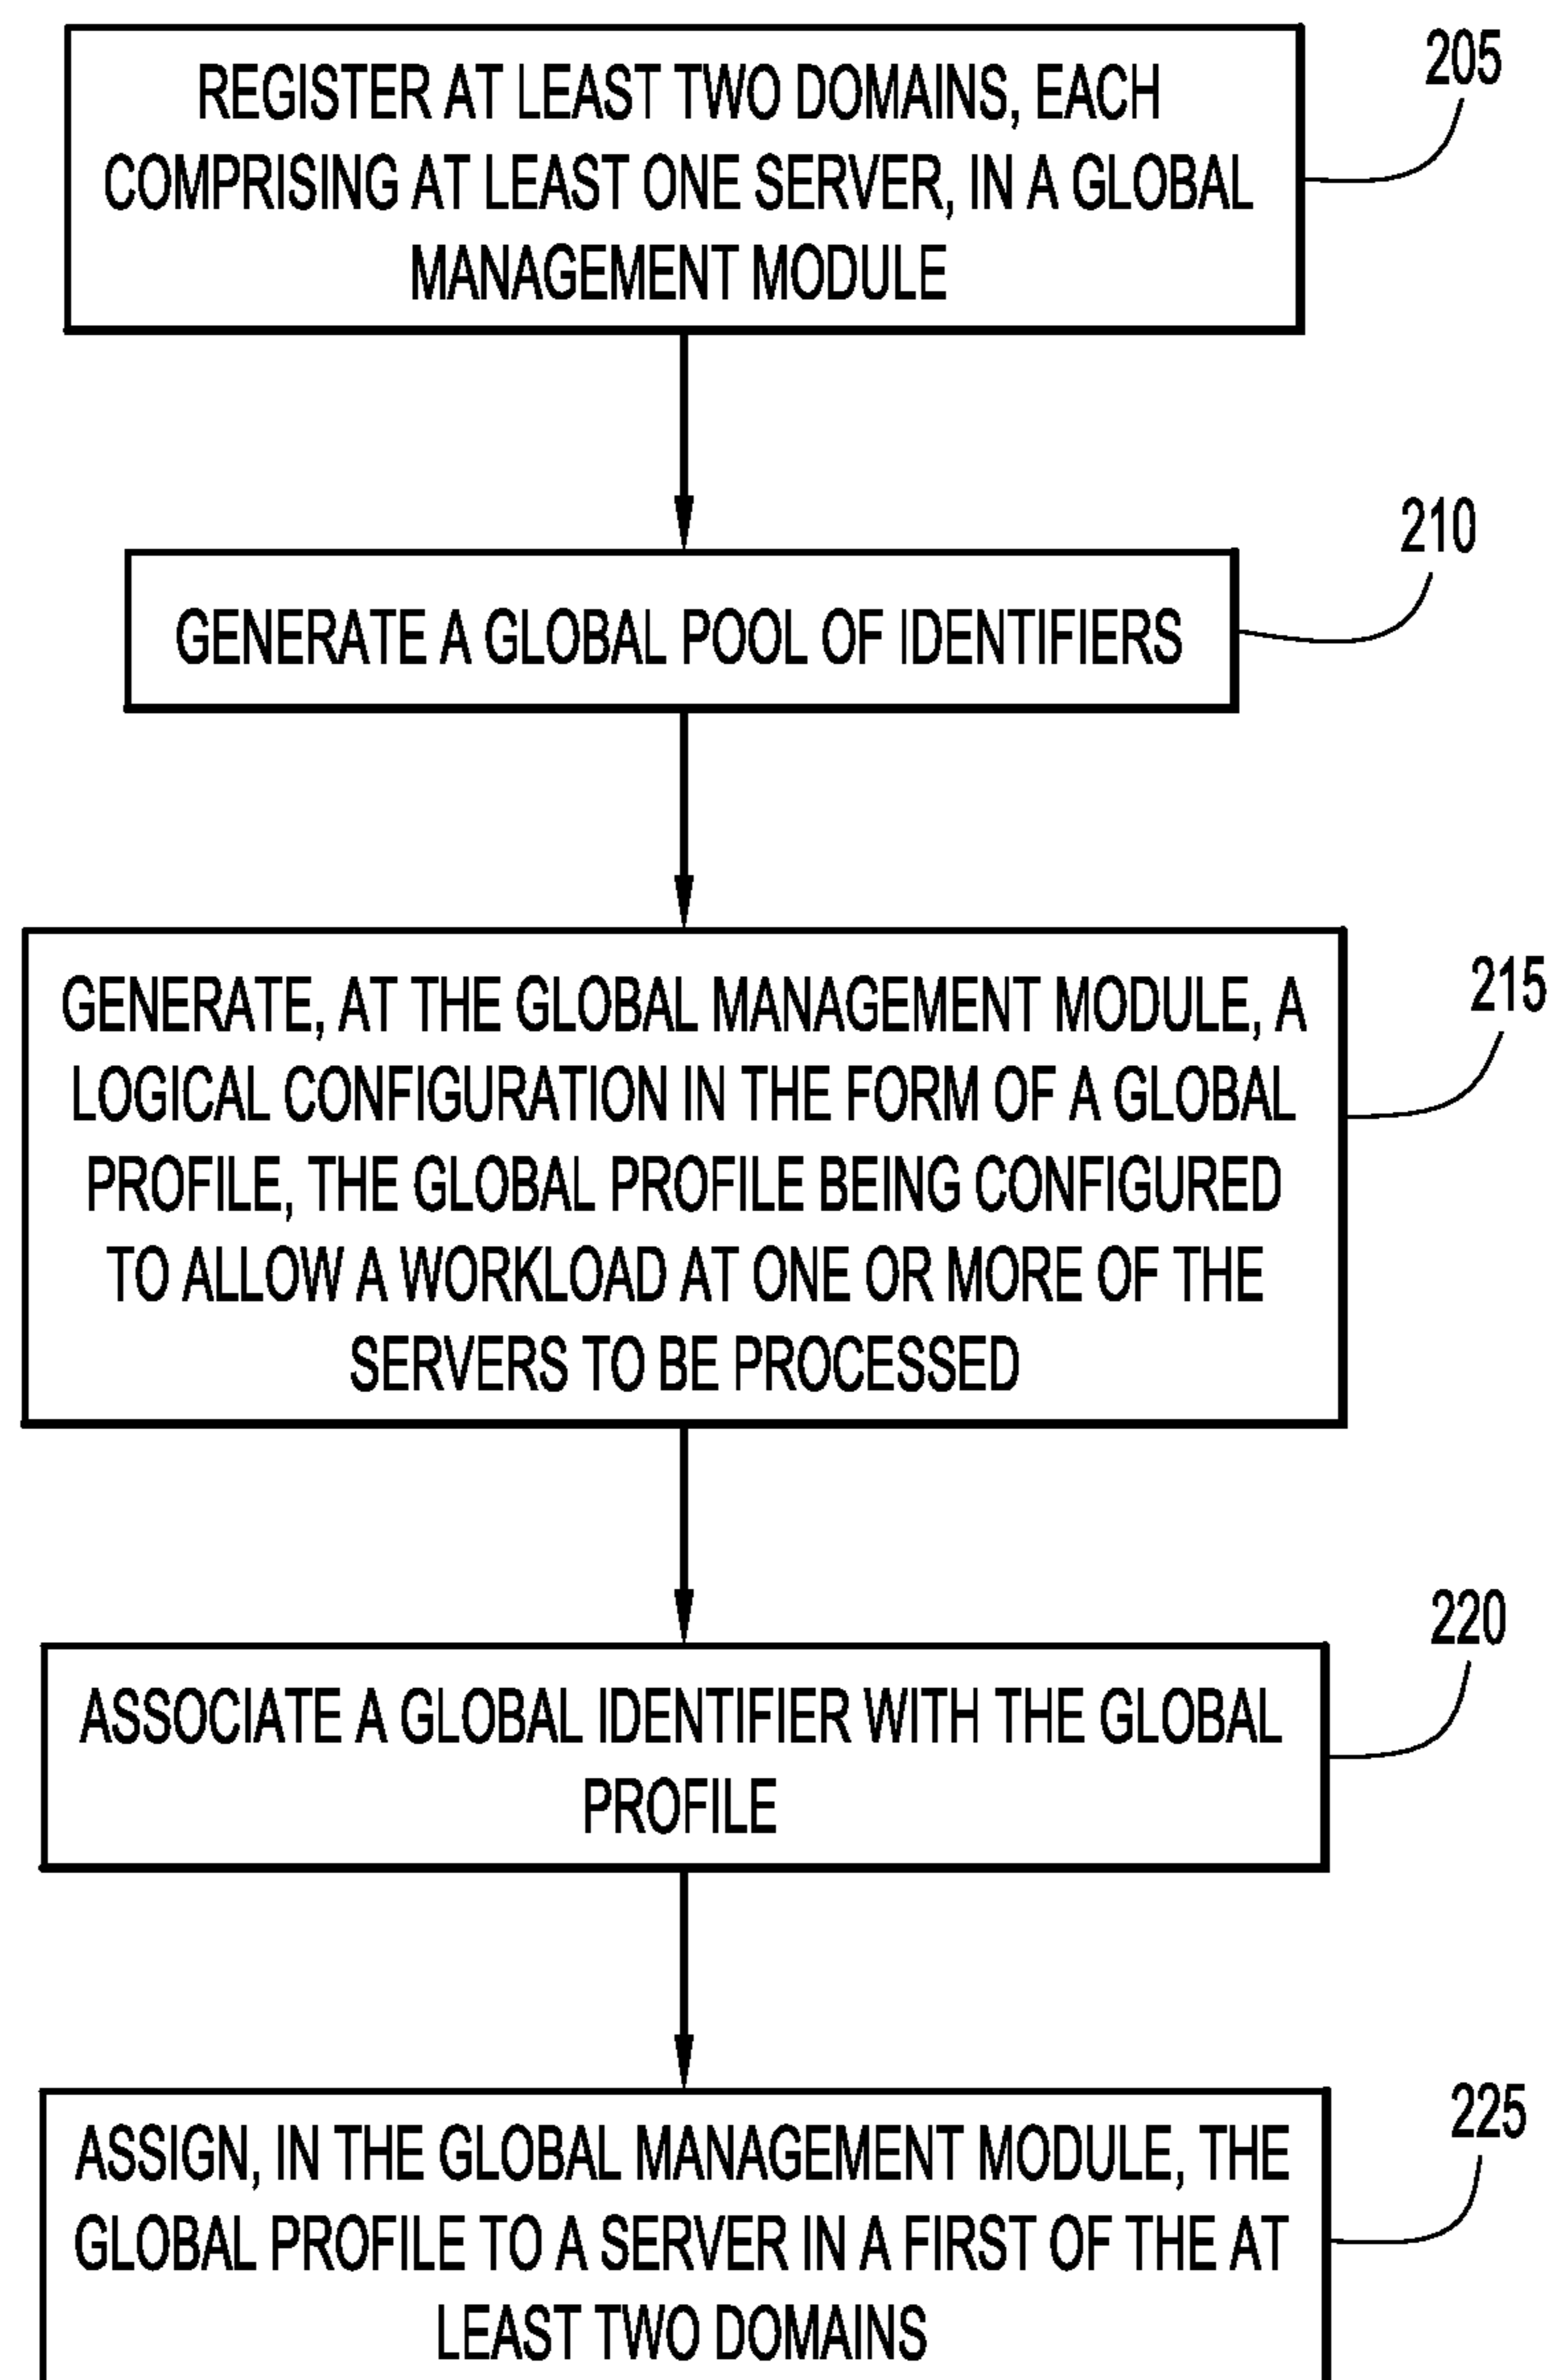 REGISTER AT LEAST TWO DOMAINS, EACH
COMPRISING AT LEAST ONE SERVER, IN A GLOBAL
MANAGEMENT MODULE
205
GENERATE A GLOBAL POOL OF IDENTIFIERS
210
GENERATE, AT THE GLOBAL MANAGEMENT MODULE, A
LOGICAL CONFIGURATION IN THE FORM OF A GLOBAL
PROFILE, THE GLOBAL PROFILE BEING CONFIGURED
TO ALLOW A WORKLOAD AT ONE OR MORE OF THE
SERVERS TO BE PROCESSED
215
ASSOCIATE A GLOBAL IDENTIFIER WITH THE GLOBAL
PROFILE
220
ASSIGN, IN THE GLOBAL MANAGEMENT MODULE, THE
GLOBAL PROFILE TO A SERVER IN A FIRST OF THE AT
LEAST TWO DOMAINS
225